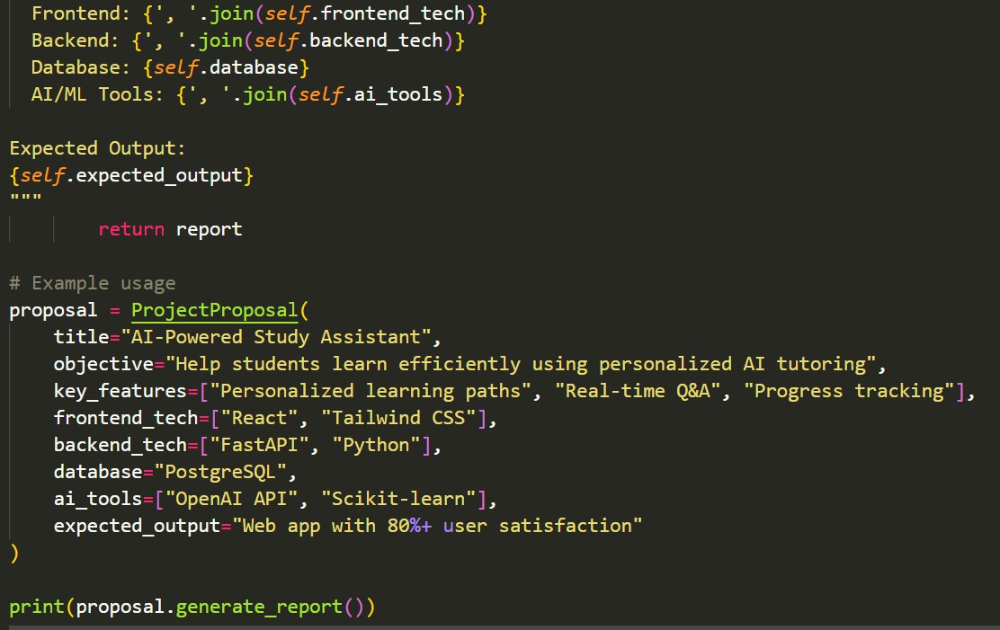 Frontend: {', '.join(self.frontend_tech)}
Backend: {', '.join(self.backend_tech)}
Database: {self.database}
AI/ML Tools: {', '.join(self.ai_tools)}
Expected Output:
{self.expected_output}
"""
return report
# Example usage
proposal = ProjectProposal(
title="AI-Powered Study Assistant",
objective="Help students learn efficiently using personalized AI tutoring",
key_features=["Personalized learning paths", "Real-time Q&A", "Progress tracking"],
frontend_tech=["React", "Tailwind CSS"],
backend_tech=["FastAPI", "Python"],
database="PostgreSQL",
ai_tools=["OpenAI API", "Scikit-learn"],
expected_output="Web app with 80%+ user satisfaction"
)
print(proposal.generate_report())